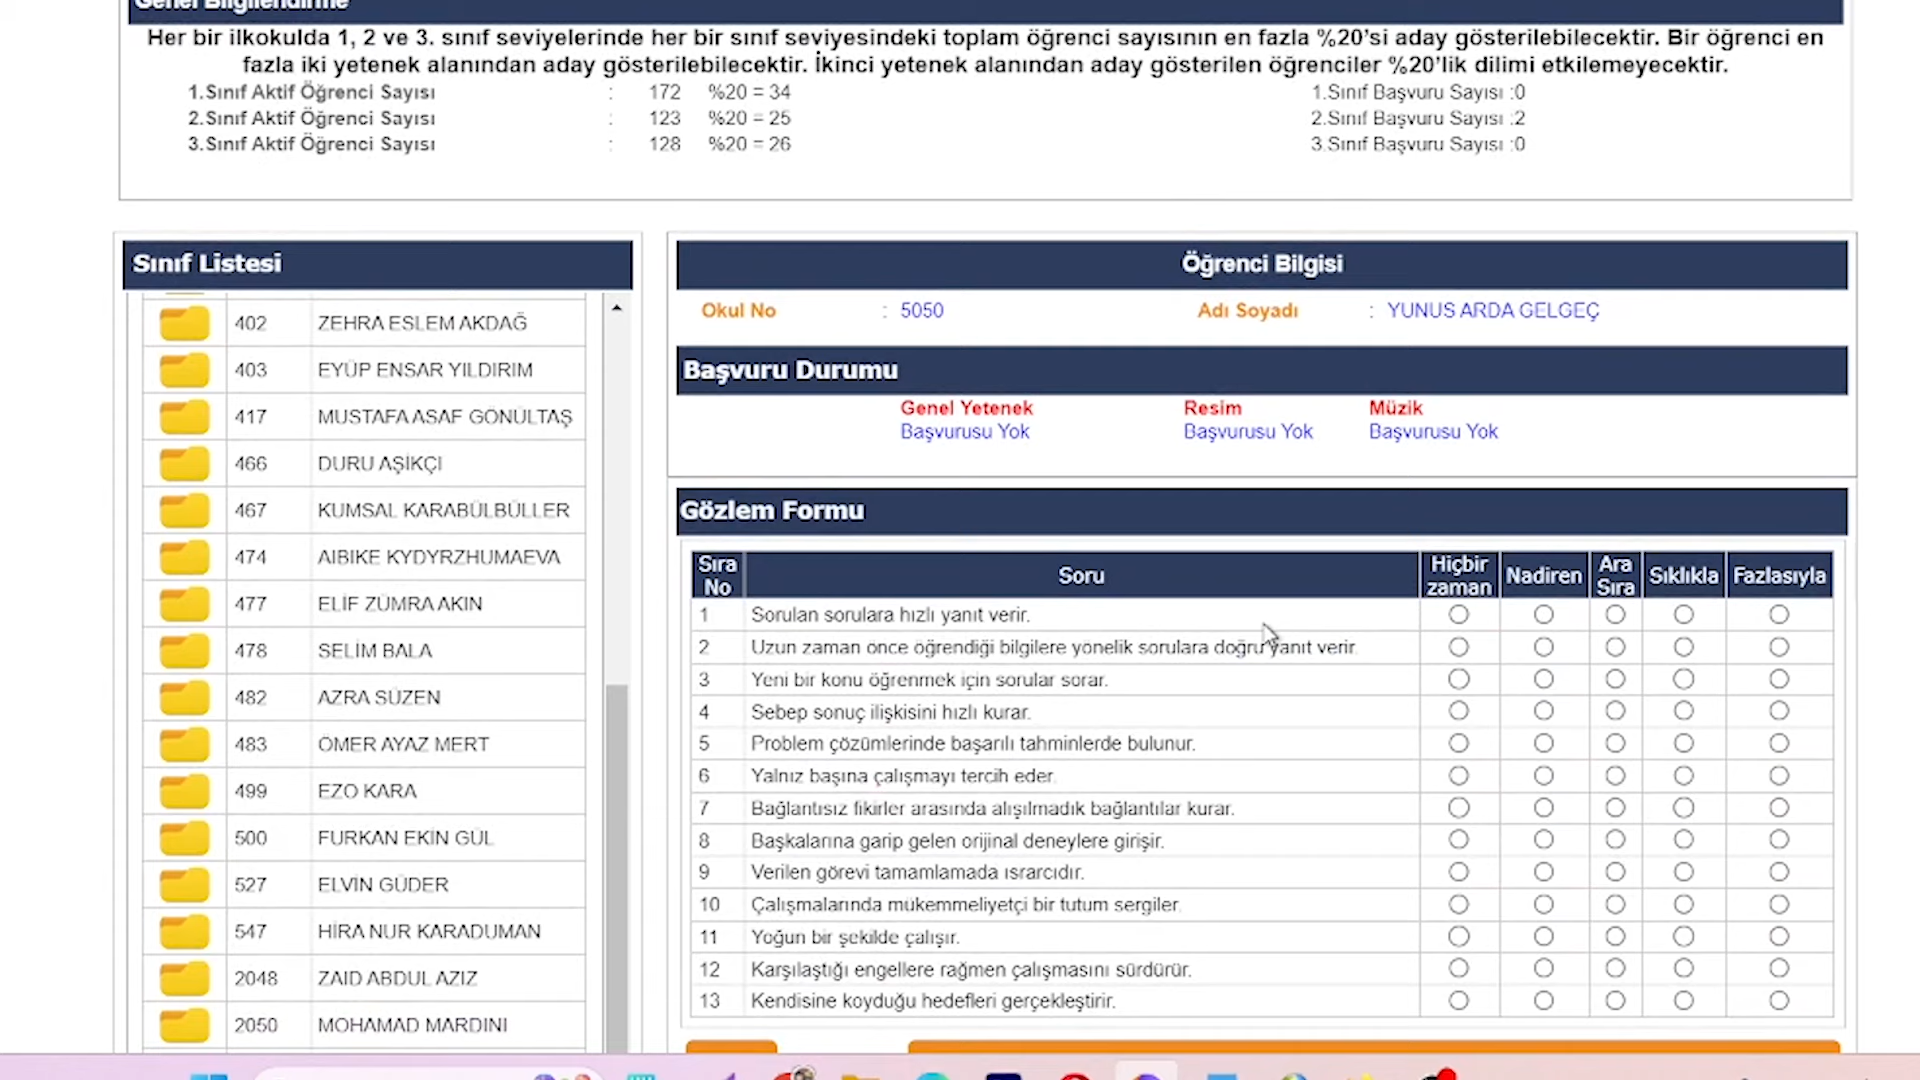 Genel Bilgilendirme
Her bir ilkokulda 1, 2 ve 3. sınıf seviyelerinde her bir sınıf seviyesindeki toplam öğrenci sayısının en fazla %20'si aday gösterilebilecektir. Bir öğrenci en
fazla iki yetenek alanından aday gösterilebilecektir. İkinci yetenek alanından aday gösterilen öğrenciler %20'lik dilimi etkilemeyecektir.
1.Sınıf Aktif Öğrenci Sayısı : 172 %20 = 34 1.Sınıf Başvuru Sayısı :0
2.Sınıf Aktif Öğrenci Sayısı : 123 %20 = 25 2.Sınıf Başvuru Sayısı :2
3.Sınıf Aktif Öğrenci Sayısı : 128 %20 = 26 3.Sınıf Başvuru Sayısı :0
Sınıf Listesi
402 ZEHRA ESLEM AKDAĞ
403 EYÜP ENSAR YILDIRIM
417 MUSTAFA ASAF GÖNÜLTAŞ
466 DURU AŞİKÇI
467 KUMSAL KARABÜLBÜLLER
474 AIBIKE KYDYRZHUMAEVA
477 ELİF ZÜMRA AKIN
478 SELİM BALA
482 AZRA SÜZEN
483 ÖMER AYAZ MERT
499 EZO KARA
500 FURKAN EKİN GÜL
527 ELVİN GÜDER
547 HİRA NUR KARADUMAN
2048 ZAID ABDUL AZIZ
2050 MOHAMAD MARDINI
Öğrenci Bilgisi
Okul No : 5050 Adı Soyadı : YUNUS ARDA GELGEÇ
Başvuru Durumu
Genel Yetenek Resim Müzik
Başvurusu Yok Başvurusu Yok Başvurusu Yok
Gözlem Formu
Sıra No Soru Hiçbir zaman Nadiren Ara Sıra Sıklıkla Fazlasıyla
1 Sorulan sorulara hızlı yanıt verir.
2 Uzun zaman önce öğrendiği bilgilere yönelik sorulara doğru yanıt verir.
3 Yeni bir konu öğrenmek için sorular sorar.
4 Sebep sonuç ilişkisini hızlı kurar.
5 Problem çözümlerinde başarılı tahminlerde bulunur.
6 Yalnız başına çalışmayı tercih eder.
7 Bağlantısız fikirler arasında alışılmadık bağlantılar kurar.
8 Başkalarına garip gelen orijinal deneylere girişir.
9 Verilen görevi tamamlamada ısrarcıdır.
10 Çalışmalarında mükemmeliyetçi bir tutum sergiler.
11 Yoğun bir şekilde çalışır.
12 Karşılaştığı engellere rağmen çalışmasını sürdürür.
13 Kendisine koyduğu hedefleri gerçekleştirir.